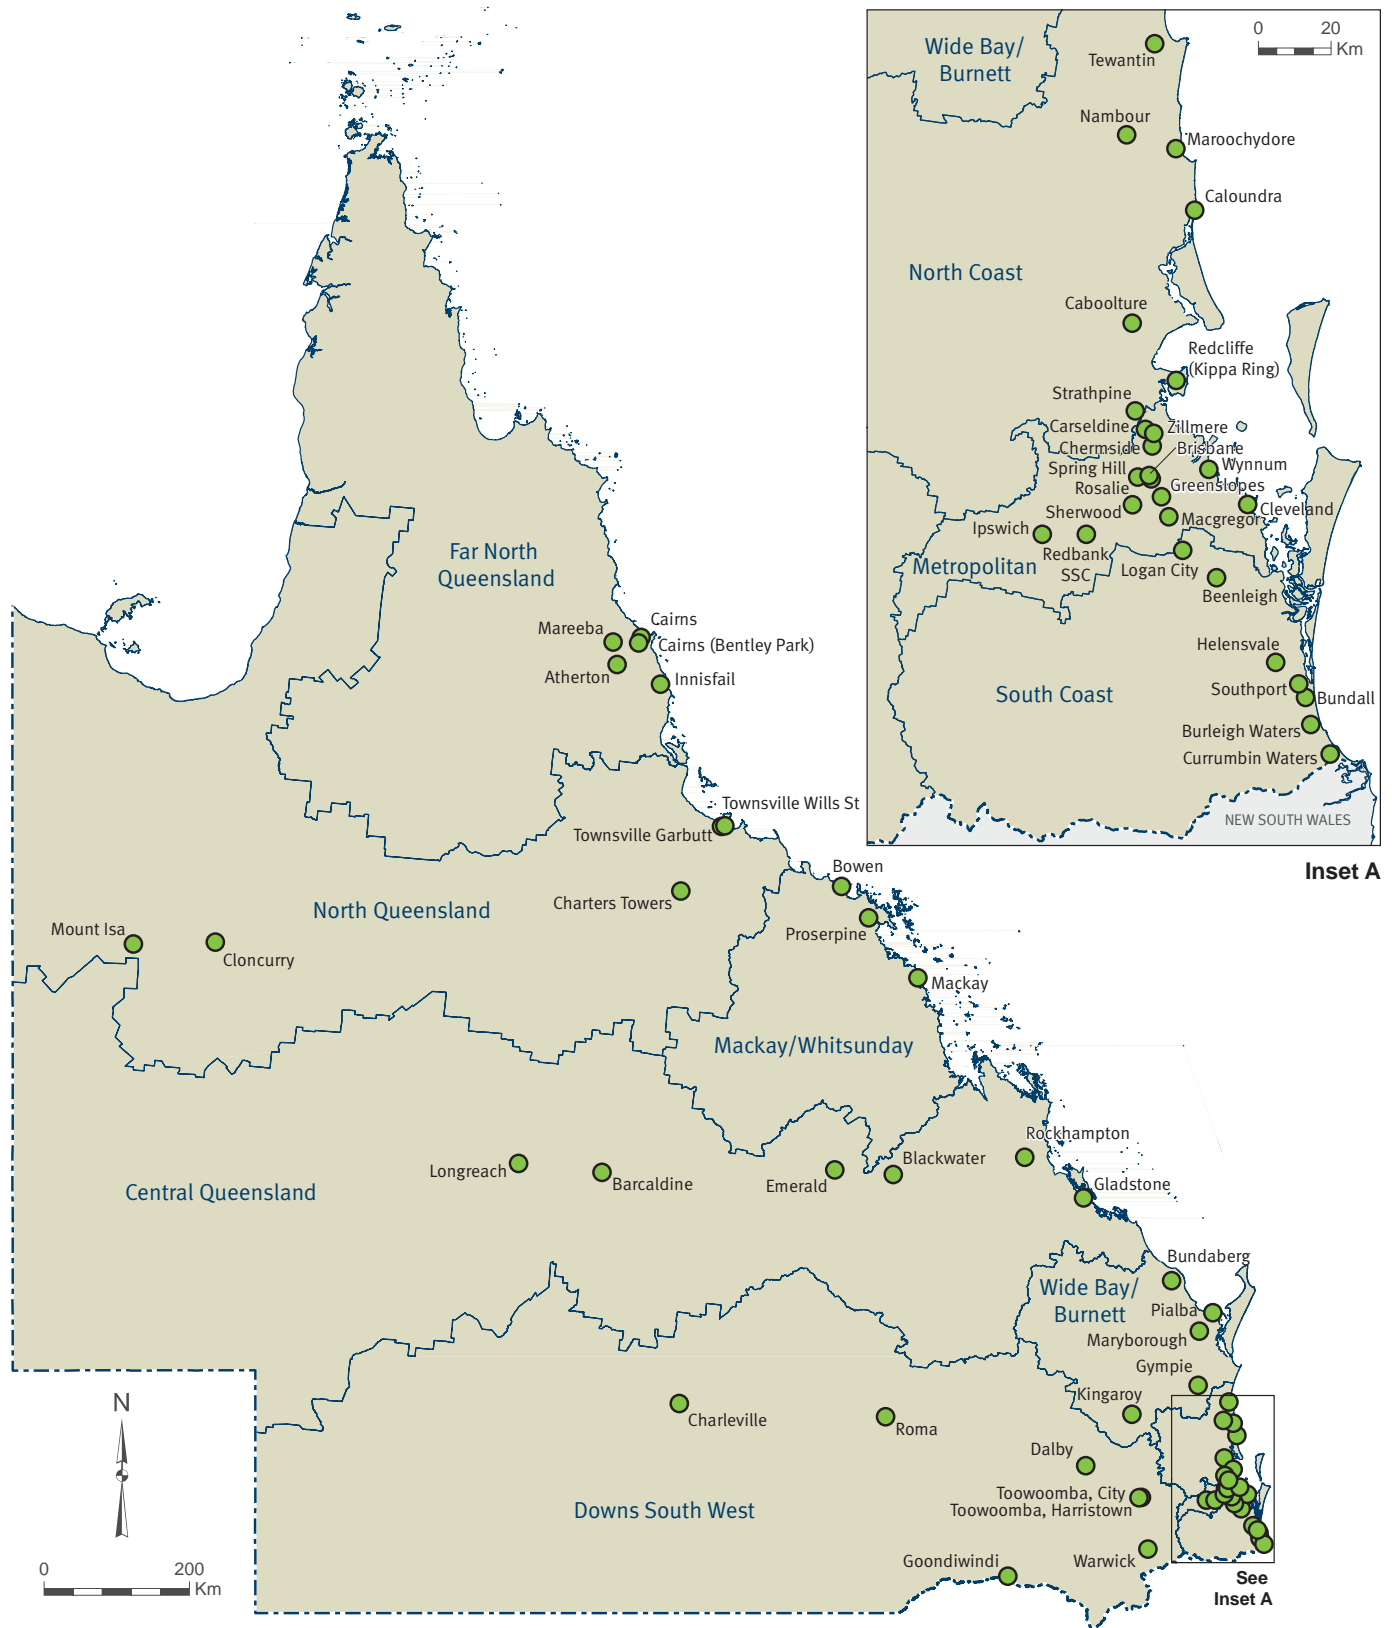 Wide Bay/
Burnett
0 20
Km
Tewantin
Nambour
Maroochydore
Caloundra
North Coast
Caboolture
Redcliffe
(Kippa Ring)
Strathpine
Carseldine
Zillmere
Chermside
Brisbane
Spring Hill
Wynnum
Rosalie
Greenslopes
Sherwood
Cleveland
Macgregor
Ipswich
Redbank
SSC
Metropolitan
Logan City
Beenleigh
Helensvale
South Coast
Southport
Bundall
Burleigh Waters
Currumbin Waters
NEW SOUTH WALES
Inset A
Far North
Queensland
Cairns
Mareeba
Cairns (Bentley Park)
Atherton
Innisfail
Townsville Wills St
Townsville Garbutt
Bowen
Charters Towers
North Queensland
Mount Isa
Proserpine
Cloncurry
Mackay
Mackay/Whitsunday
Rockhampton
Blackwater
Longreach
Barcaldine
Emerald
Gladstone
Central Queensland
Bundaberg
Wide Bay/
Burnett
Pialba
Maryborough
Gympie
Kingaroy
N
Charleville
Roma
Dalby
Toowoomba, City
Toowoomba, Harristown
Downs South West
Goondiwindi
Warwick
0 200
Km
See
Inset A